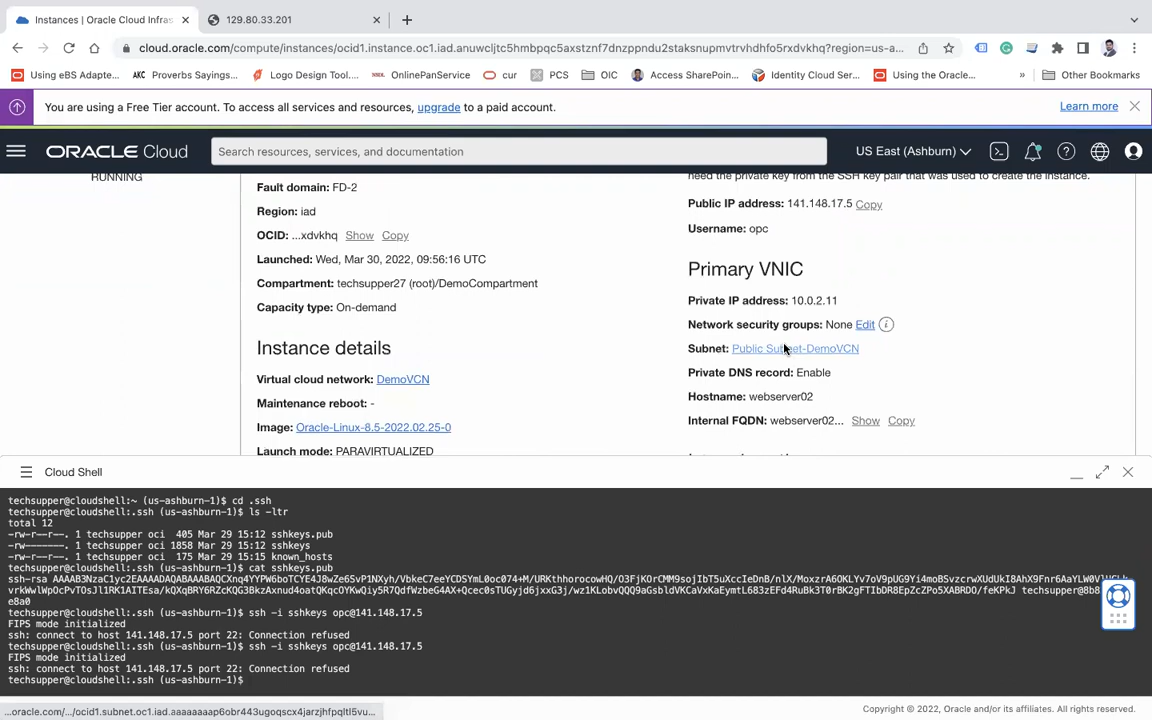 Instances | Oracle Cloud Infras
129.80.33.201
cloud.oracle.com/compute/instances/ocid1.instance.oc1.iad.anuwcljtc5hmbpqc5axstznf7dnzppndu2staksnupmvtrvhdhfo5rxdvkhq?region=us-a...
Using eBS Adapte...
AKC Proverbs Sayings...
Logo Design Tool....
OnlinePanService
cur
PCS
OIC
Access SharePoin...
Identity Cloud Ser...
Using the Oracle...
»
Other Bookmarks
You are using a Free Tier account. To access all services and resources, upgrade to a paid account.
Learn more
ORACLE Cloud
Search resources, services, and documentation
US East (Ashburn)
RUNNING
need the private key from the SSH key pair that was used to create the instance.
Fault domain: FD-2
Region: iad
OCID: ...xdvkhq Show Copy
Launched: Wed, Mar 30, 2022, 09:56:16 UTC
Compartment: techsupper27 (root)/DemoCompartment
Capacity type: On-demand
Instance details
Virtual cloud network: DemoVCN
Maintenance reboot: -
Image: Oracle-Linux-8.5-2022.02.25-0
Launch mode: PARAVIRTUALIZED
Public IP address: 141.148.17.5 Copy
Username: opc
Primary VNIC
Private IP address: 10.0.2.11
Network security groups: None Edit
Subnet: Public Subnet-DemoVCN
Private DNS record: Enable
Hostname: webserver02
Internal FQDN: webserver02... Show Copy
Cloud Shell
techsupper@cloudshell:~ (us-ashburn-1)$ cd .ssh
techsupper@cloudshell:.ssh (us-ashburn-1)$ ls -ltr
total 12
-rw-r--r--. 1 techsupper oci 405 Mar 29 15:12 sshkeys.pub
-rw-------. 1 techsupper oci 1858 Mar 29 15:12 sshkeys
-rw-r--r--. 1 techsupper oci 175 Mar 29 15:15 known_hosts
techsupper@cloudshell:.ssh (us-ashburn-1)$ cat sshkeys.pub
ssh-rsa
e8a0
techsupper@cloudshell:.ssh (us-ashburn-1)$ ssh -i sshkeys opc@141.148.17.5
FIPS mode initialized
ssh: connect to host 141.148.17.5 port 22: Connection refused
techsupper@cloudshell:.ssh (us-ashburn-1)$ ssh -i sshkeys opc@141.148.17.5
FIPS mode initialized
ssh: connect to host 141.148.17.5 port 22: Connection refused
techsupper@cloudshell:.ssh (us-ashburn-1)$
...oracle.com/.../ocid1.subnet.oc1.iad.aaaaaaaap6obr443ugoqscx4jarzjhfpqltl5vu...
Copyright © 2022, Oracle and/or its affiliates. All rights reserved.